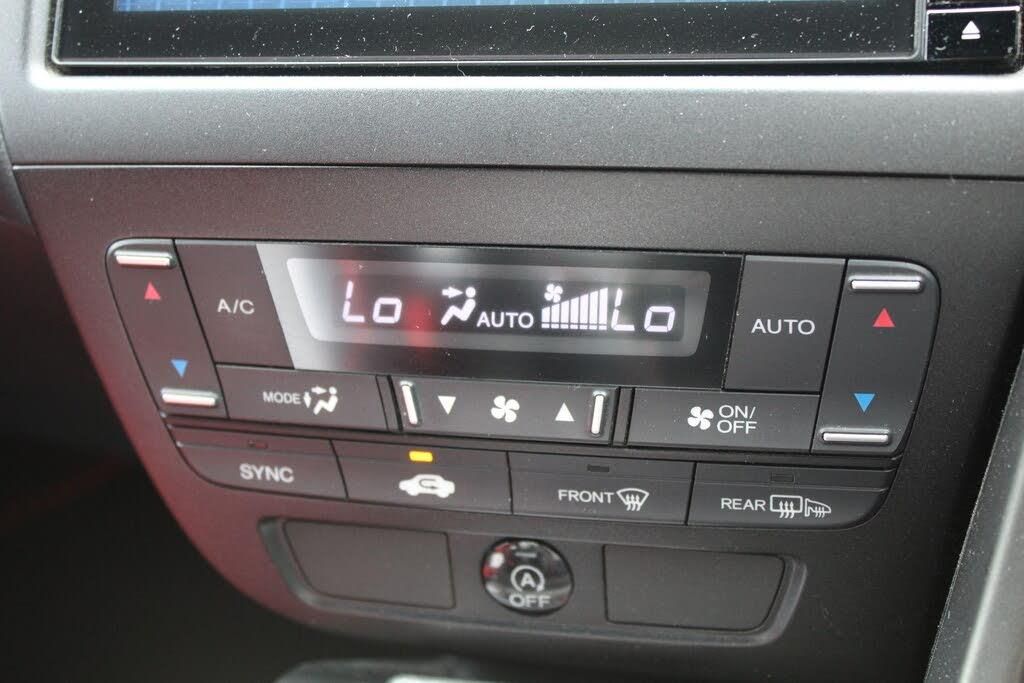 A/C
Lo AUTO Lo
AUTO
MODE
ON/
OFF
SYNC
FRONT
REAR
A
OFF